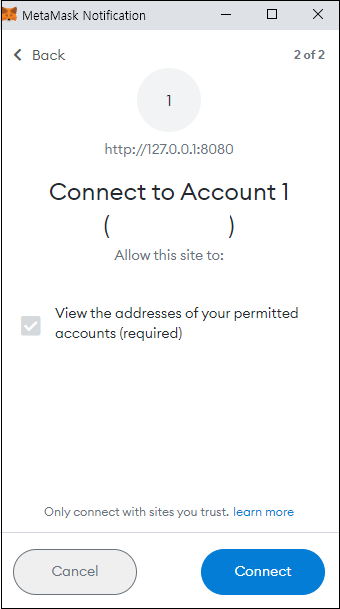 MetaMask Notification
Back
2 of 2
1
http://127.0.0.1:8080
Connect to Account 1
( )
Allow this site to:
View the addresses of your permitted
accounts (required)
Only connect with sites you trust. learn more
Cancel
Connect